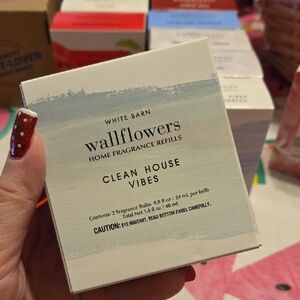 WHITE BARN
wallflowers
HOME FRAGRANCE REFILLS
CLEAN HOUSE
VIBES
Contents: 2 Fragrance Bulbs 0.8 fl oz / 24 mL per bulb
Total Net 1.6 fl oz / 48 mL
CAUTION: EYE IRRITANT. READ BOTTOM PANEL CAREFULLY.
VIBES